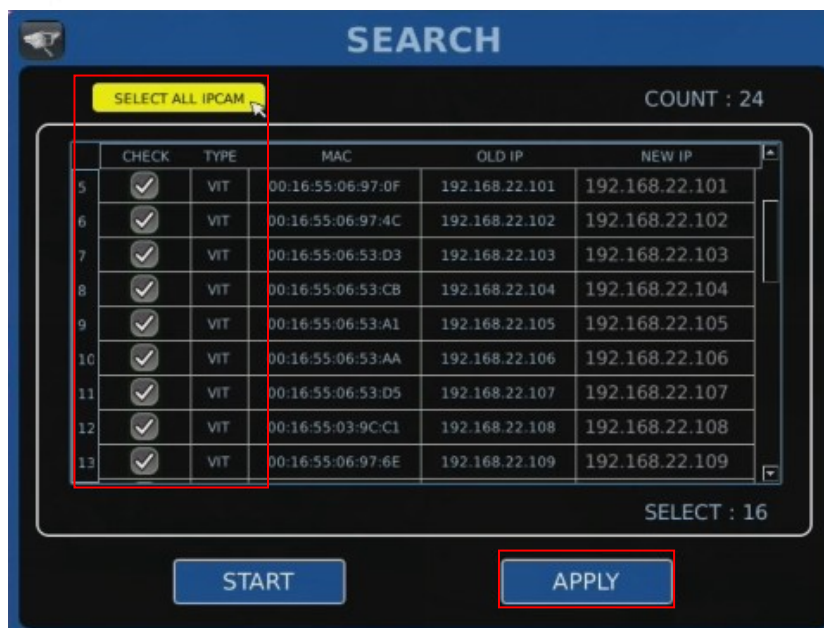 SEARCH
SELECT ALL IPCAM COUNT : 24
CHECK TYPE MAC OLD IP NEW IP
5 VIT 00:16:55:06:97:0F 192.168.22.101 192.168.22.101
6 VIT 00:16:55:06:97:4C 192.168.22.102 192.168.22.102
7 VIT 00:16:55:06:53:D3 192.168.22.103 192.168.22.103
8 VIT 00:16:55:06:53:CB 192.168.22.104 192.168.22.104
9 VIT 00:16:55:06:53:A1 192.168.22.105 192.168.22.105
10 VIT 00:16:55:06:53:AA 192.168.22.106 192.168.22.106
11 VIT 00:16:55:06:53:D5 192.168.22.107 192.168.22.107
12 VIT 00:16:55:03:9C:C1 192.168.22.108 192.168.22.108
13 VIT 00:16:55:06:97:6E 192.168.22.109 192.168.22.109
SELECT : 16
START APPLY